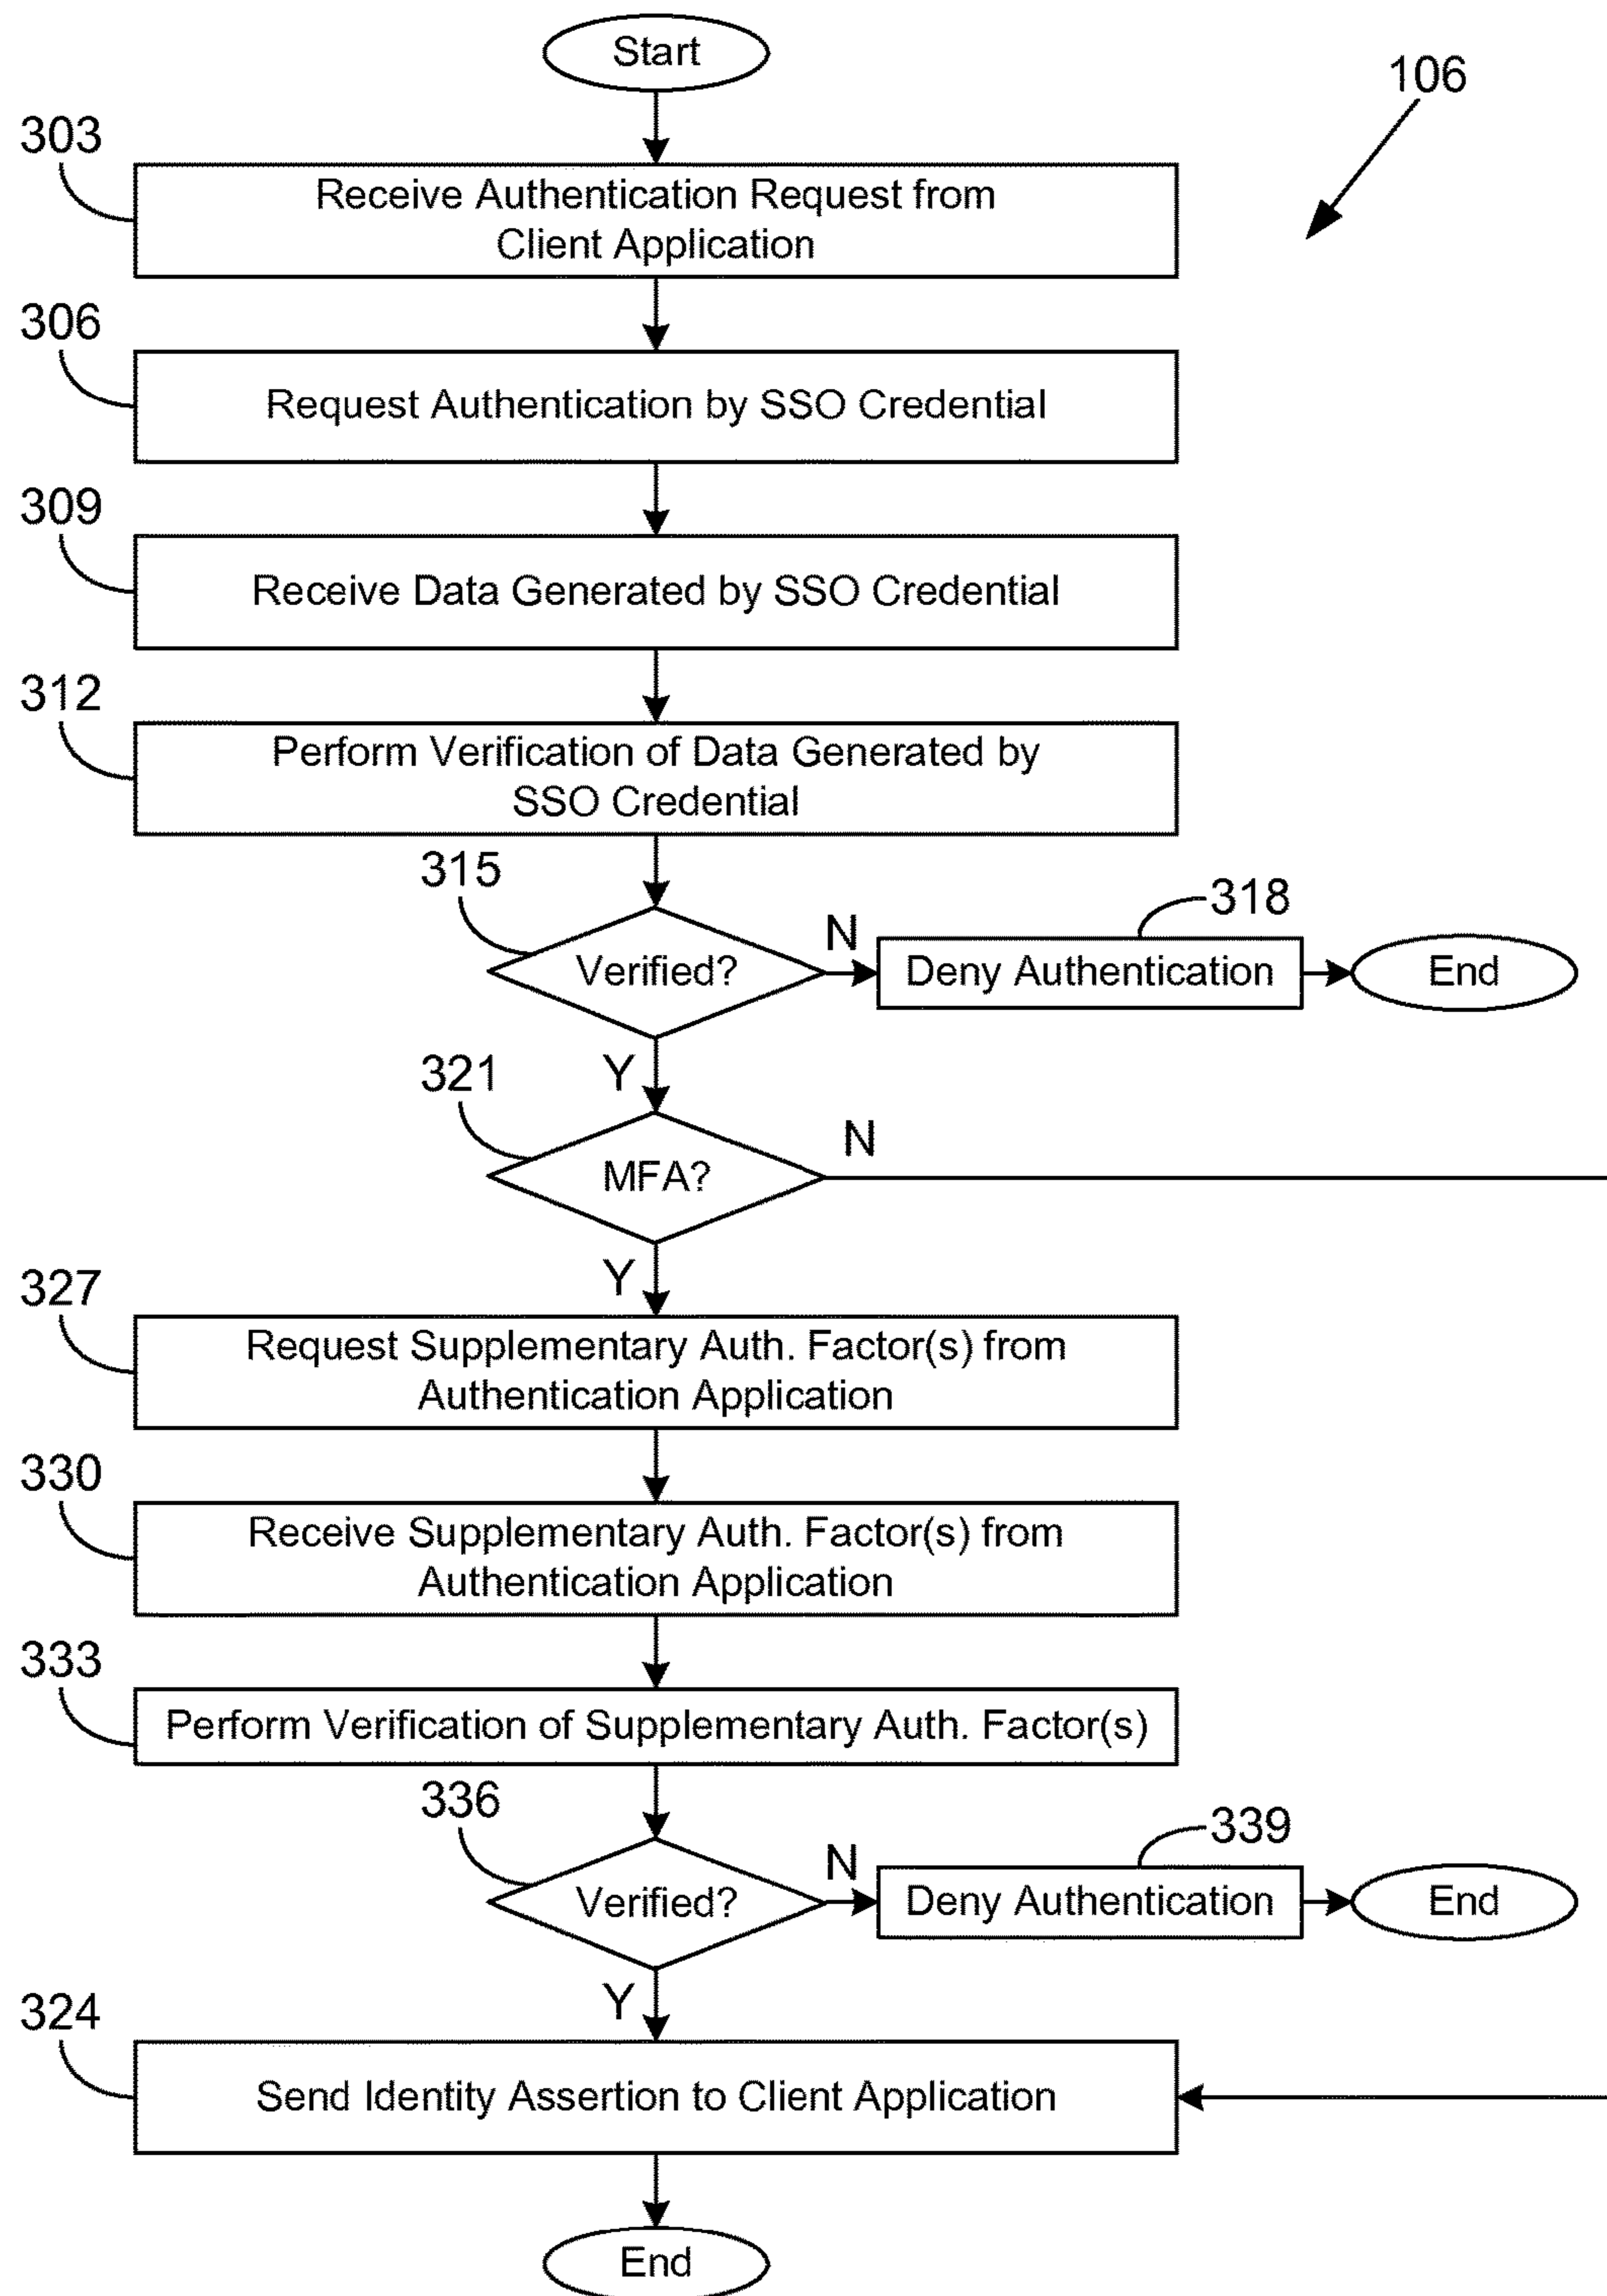 Start
106
303
Receive Authentication Request from
Client Application
306
Request Authentication by SSO Credential
309
Receive Data Generated by SSO Credential
312
Perform Verification of Data Generated by
SSO Credential
315
318
Verified?
N
Deny Authentication
End
Y
321
MFA?
N
Y
327
Request Supplementary Auth. Factor(s) from
Authentication Application
330
Receive Supplementary Auth. Factor(s) from
Authentication Application
333
Perform Verification of Supplementary Auth. Factor(s)
336
339
Verified?
N
Deny Authentication
End
Y
324
Send Identity Assertion to Client Application
End